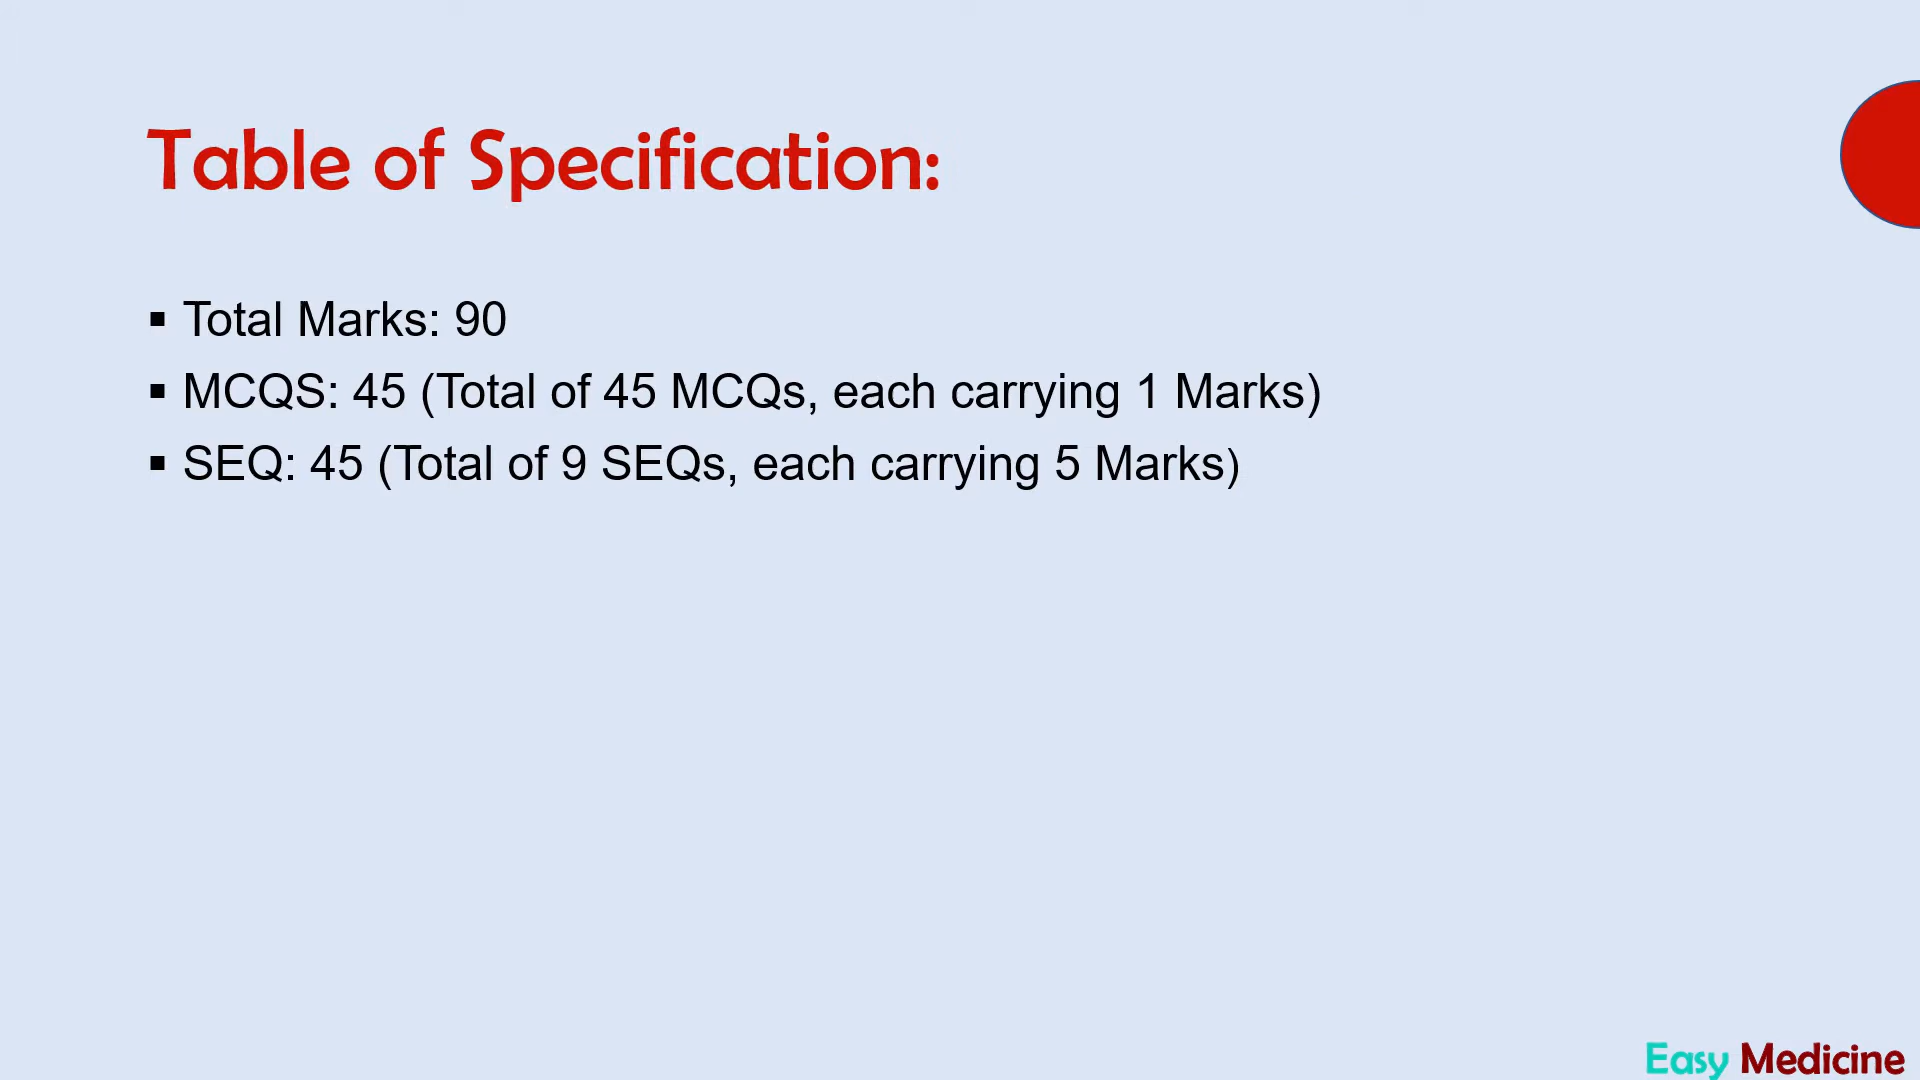 Table of Specification:
▪ Total Marks: 90
▪ MCQS: 45 (Total of 45 MCQs, each carrying 1 Marks)
▪ SEQ: 45 (Total of 9 SEQs, each carrying 5 Marks)
Easy Medicine